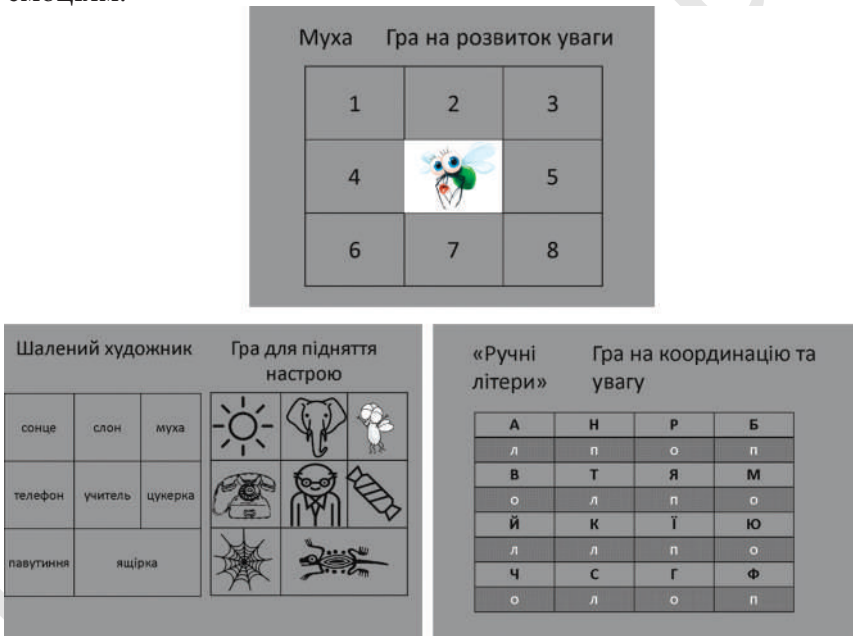 Муха Гра на розвиток уваги
1 2 3
4 5
6 7 8
Шалений художник Гра для підняття
настрою
сонце слон муха
телефон учитель цукерка
павутиння ящірка
«Ручні Гра на координацію та
літери» увагу
А Н Р Б
л п о п
В Т Я М
о л п о
Й К Ї Ю
л л п о
Ч С Г Ф
о л о п